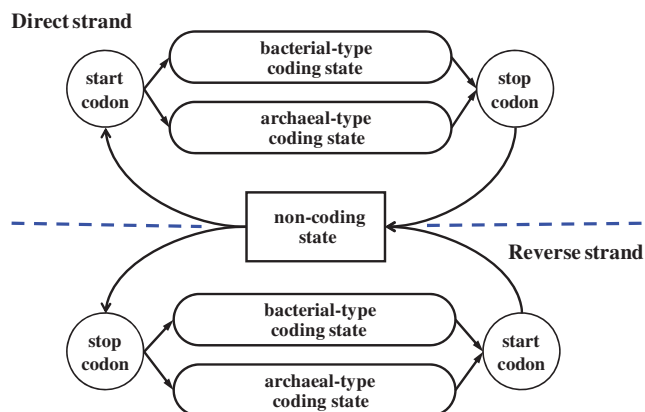 Direct strand
bacterial-type
coding state
start
codon
stop
codon
archaeal-type
coding state
non-coding
state
Reverse strand
bacterial-type
coding state
stop
codon
start
codon
archaeal-type
coding state